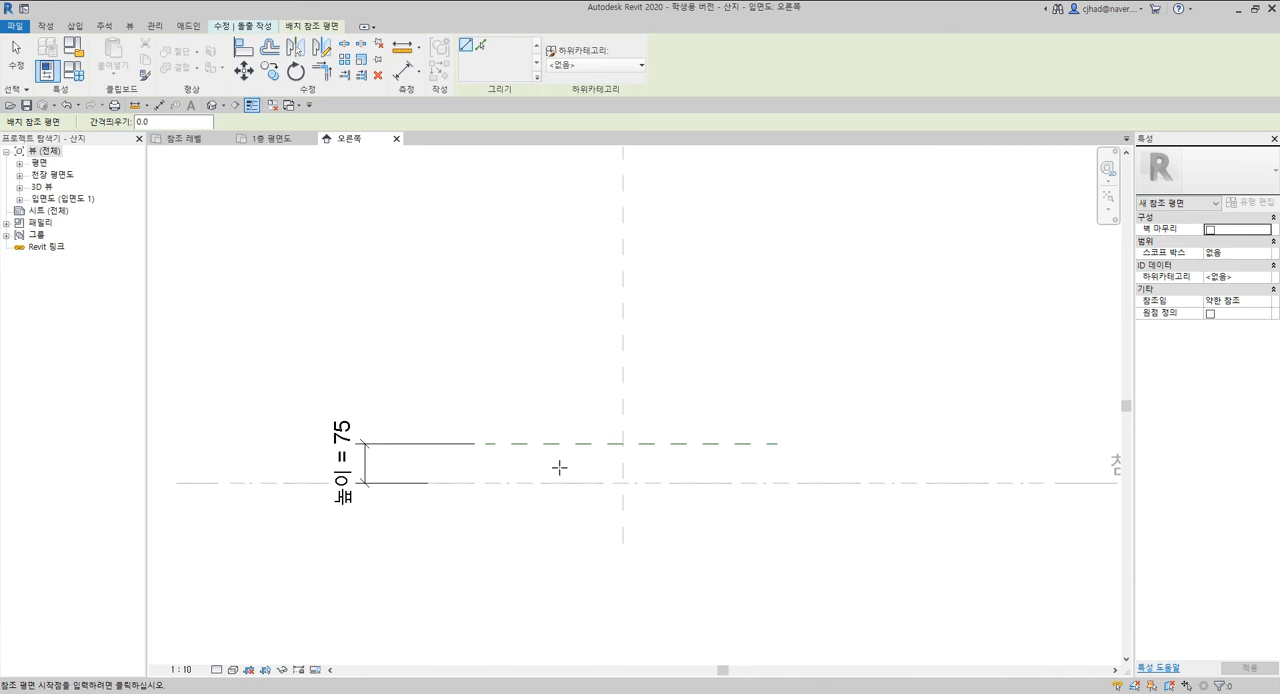 Autodesk Revit 2020 - 학생용 버전 - 산지 - 입면도: 오른쪽
cjhad@naver....
파일 작성 삽입 주석 뷰 관리 애드인 수정 | 돌출 작성 배치 참조 평면
수정
붙여넣기
절단
결합
하위카테고리:
<없음>
선택 특성 클립보드 형상 수정 측정 작성 그리기 하위카테고리
배치 참조 평면 간격띄우기: 0.0
프로젝트 탐색기 - 산지
뷰 (전체)
평면
천장 평면도
3D 뷰
입면도 (입면도 1)
시트 (전체)
패밀리
그룹
Revit 링크
참조 레벨 1층 평면도 오른쪽
높이 = 75
특성
새 참조 평면 유형 편집
구성
벽 마무리
범위
스코프 박스 없음
ID 데이터
하위카테고리 <없음>
기타
참조임 약한 참조
원점 정의
특성 도움말 적용
1 : 10
참조 평면 시작점을 입력하려면 클릭하십시오.
:0